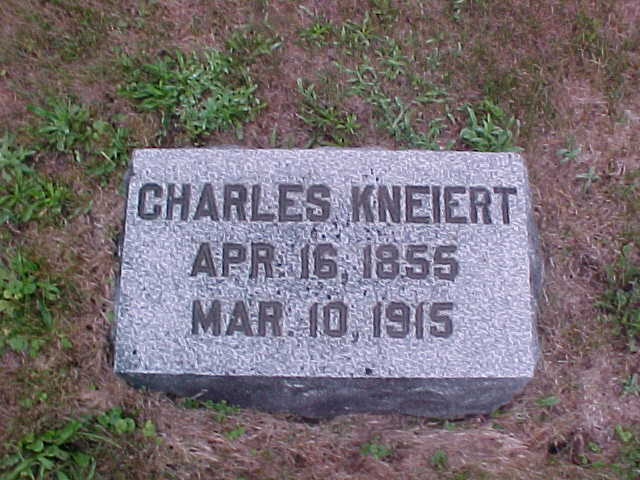 CHARLES KNEIERT
APR. 16, 1855
MAR. 10, 1915